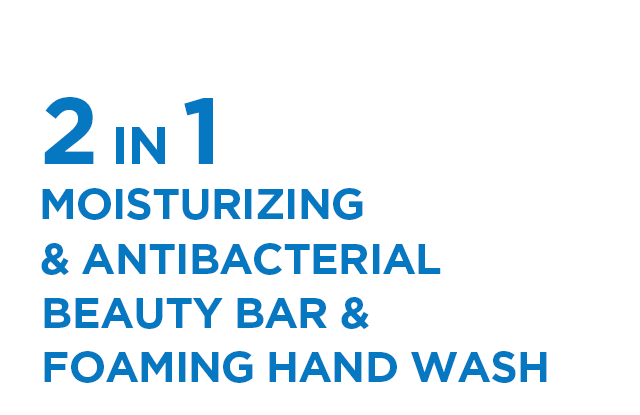 2 IN 1
MOISTURIZING
& ANTIBACTERIAL
BEAUTY BAR &
FOAMING HAND WASH